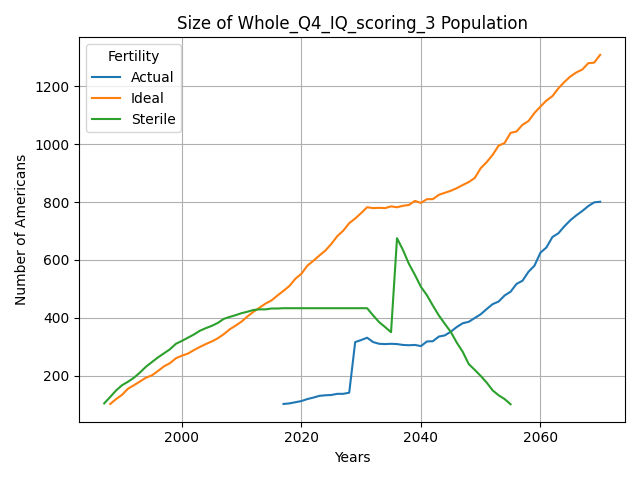 Size of Whole_Q4_IQ_scoring_3 Population
Fertility
Actual
Ideal
Sterile
Number of Americans
1200
1000
800
600
400
200
2000
2020
2040
2060
Years